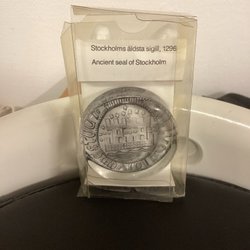 Stockholms äldsta sigill, 1296
Ancient seal of Stockholm